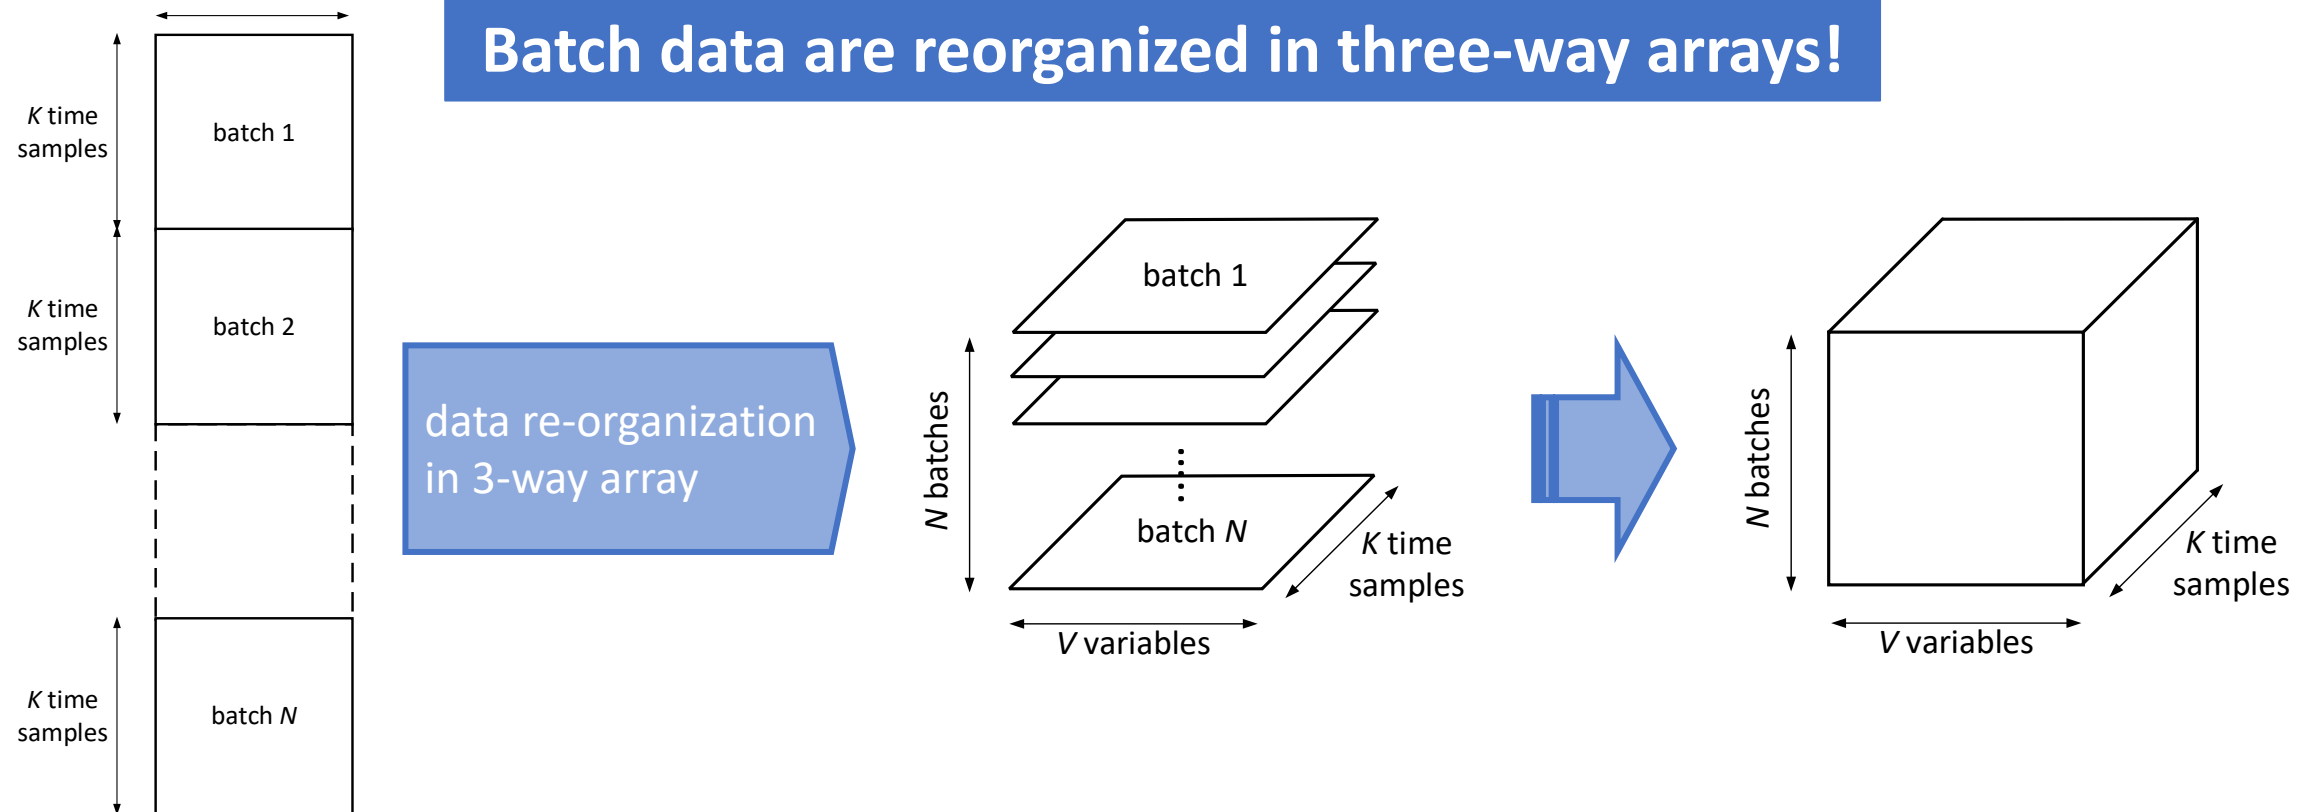 Batch data are reorganized in three-way arrays!
K time
samples
batch 1
K time
samples
batch 2
K time
samples
batch N
data re-organization
in 3-way array
batch 1
N batches
batch N
K time
samples
V variables
N batches
K time
samples
V variables